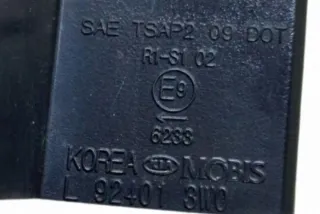 SAE TSAP2 09 DOT
R1-S1 02
E9
6233
KOREA KIA MOBIS
L 92401 3W0